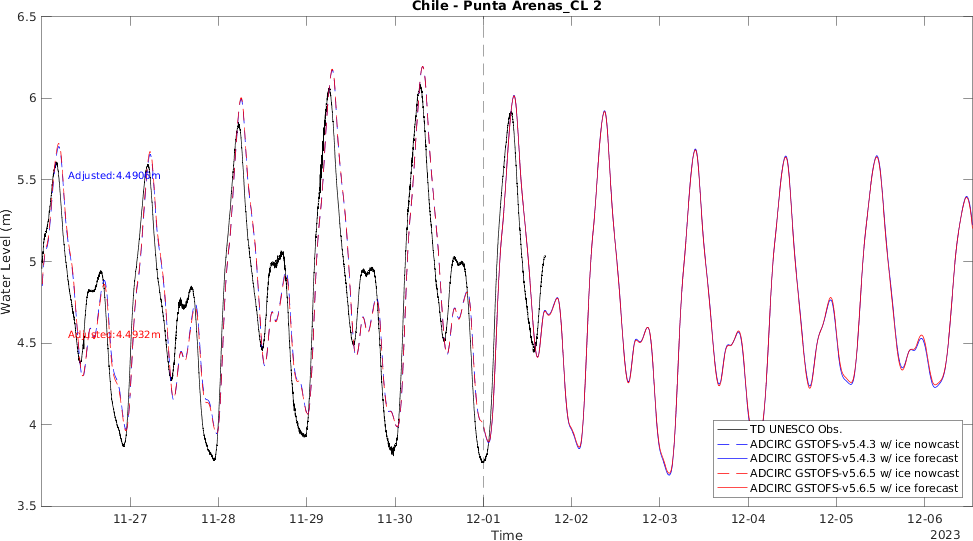 Chile - Punta Arenas_CL 2
6.5
6
5.5
5
4.5
4
3.5
Water Level (m)
Adjusted:4.4906m
Adjusted:4.4932m
TD UNESCO Obs.
ADCIRC GSTOFS-v5.4.3 w/ ice nowcast
ADCIRC GSTOFS-v5.4.3 w/ ice forecast
ADCIRC GSTOFS-v5.6.5 w/ ice nowcast
ADCIRC GSTOFS-v5.6.5 w/ ice forecast
11-27 11-28 11-29 11-30 12-01 12-02 12-03 12-04 12-05 12-06
Time
2023